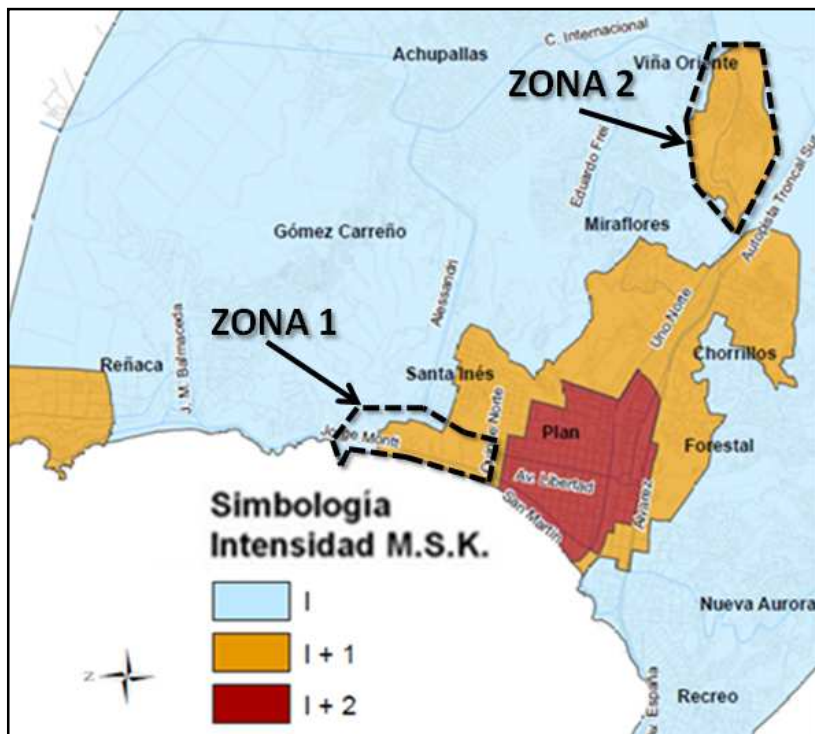 C. Internacional
Achupallas
Viña Oriente
ZONA 2
Eduardo Frei
Autopista Troncal Sur
Miraflores
Gómez Carreño
Alessandri
Uno Norte
ZONA 1
Chorrillos
Reñaca
J. M. Balmaceda
Santa Inés
Jorge Montt
Quince Norte
Plan
Forestal
Av. Libertad
San Martín
Alvarez
Simbología
Intensidad M.S.K.
I
I + 1
I + 2
Nueva Aurora
N
Recreo
Av. España